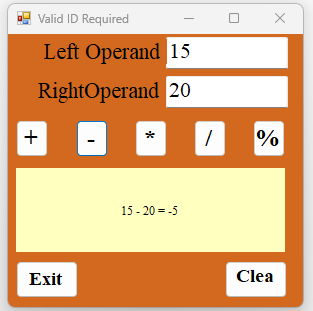 Valid ID Required
Left Operand 15
RightOperand 20
+ - * / %
15 - 20 = -5
Exit Clea